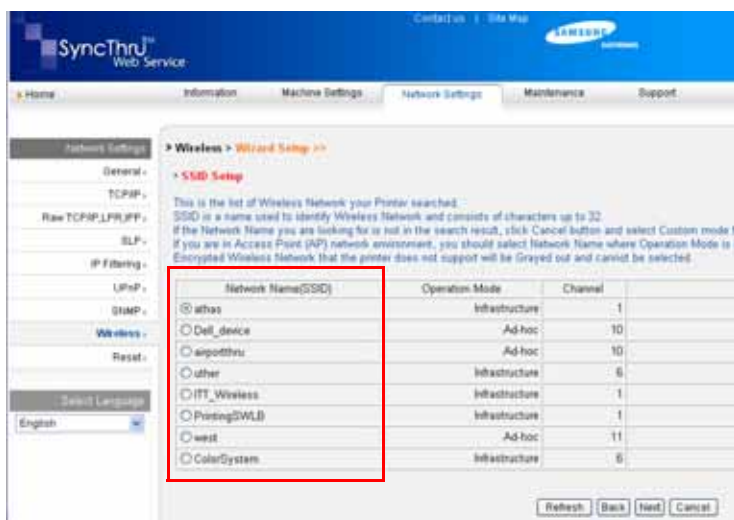 Contact us | Site Map
SAMSUNG
ELECTRONICS
SyncThru™
Web Service
Home
Information
Machine Settings
Network Settings
Maintenance
Support
Network Settings
General
TCP/IP
Raw TCP/IP,LPR,IPP
SLP
IP Filtering
UPnP
SNMP
Wireless
Reset
Select Language
English
Wireless > Wizard Setup >>
SSID Setup
This is the list of Wireless Network your Printer searched.
SSID is a name used to identify Wireless Network and consists of characters up to 32.
If the Network Name you are looking for is not in the search result, click Cancel button and select Custom mode
If you are in Access Point (AP) network environment, you should select Network Name where Operation Mode is
Encrypted Wireless Network that the printer does not support will be Grayed out and cannot be selected.
Network Name(SSID) Operation Mode Channel
athas Infrastructure 1
Dell_device Ad-hoc 10
airportthru Ad-hoc 10
uther Infrastructure 6
ITT_Wireless Infrastructure 1
PrintingSWLB Infrastructure 1
west Ad-hoc 11
ColorSystem Infrastructure 6
Refresh Back Next Cancel